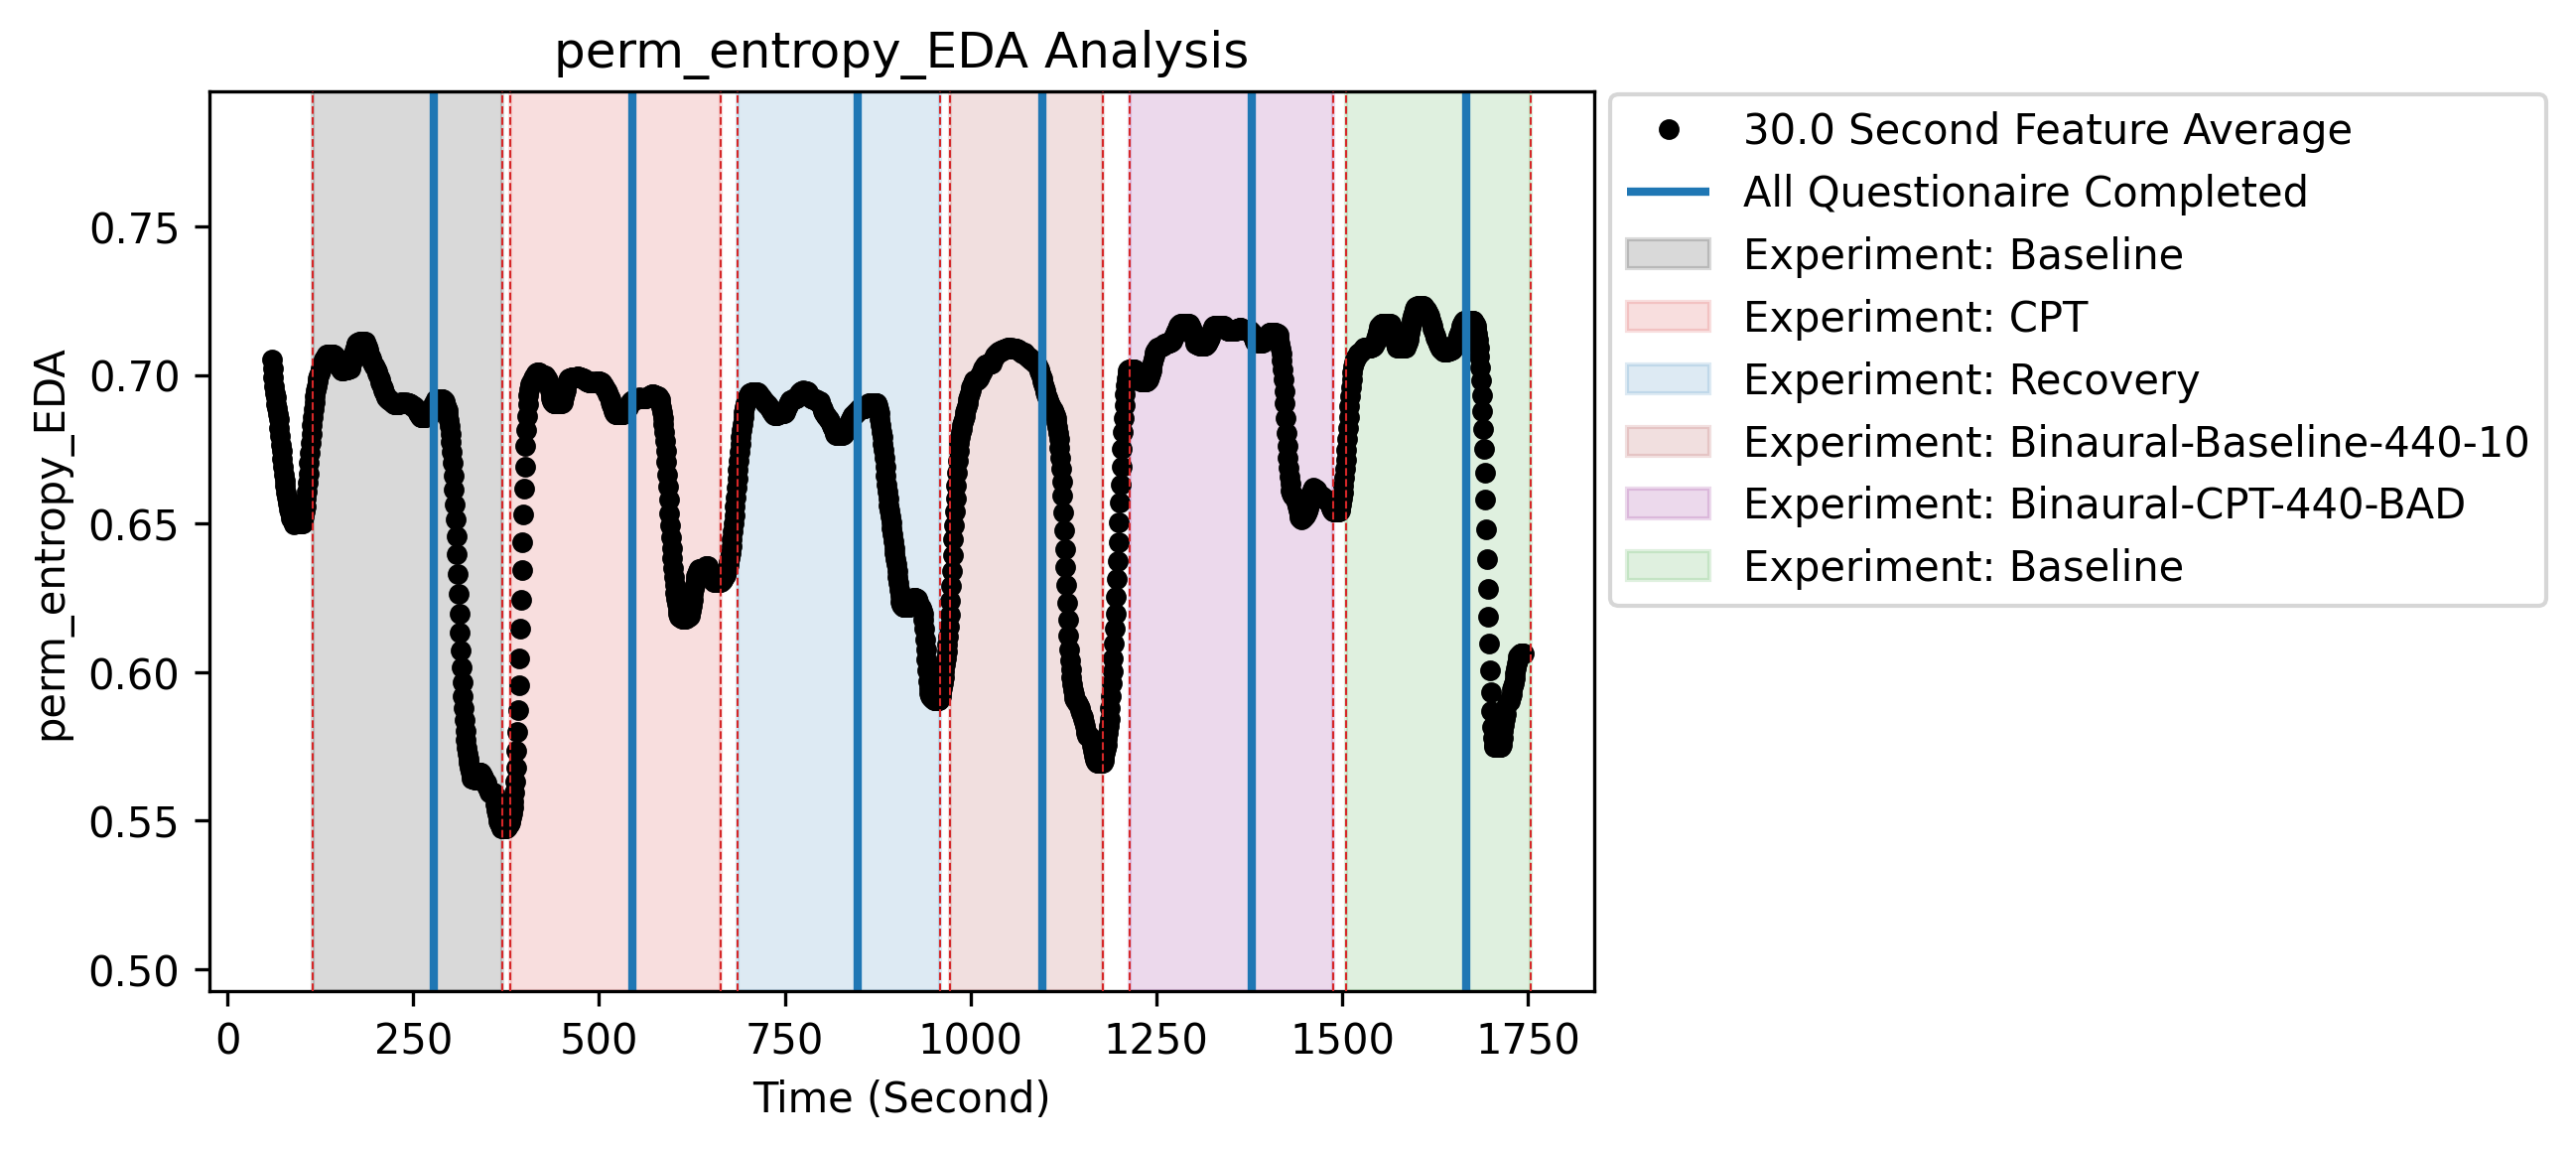 perm_entropy_EDA Analysis
perm_entropy_EDA
0.75
0.70
0.65
0.60
0.55
0.50
0
250
500
750
1000
1250
1500
1750
Time (Second)
30.0 Second Feature Average
All Questionaire Completed
Experiment: Baseline
Experiment: CPT
Experiment: Recovery
Experiment: Binaural-Baseline-440-10
Experiment: Binaural-CPT-440-BAD
Experiment: Baseline